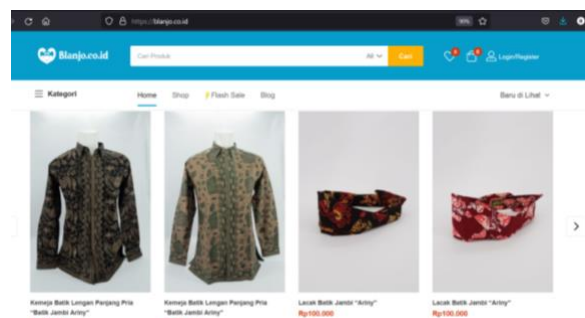 https://blanjo.co.id
90%
Blanjo.co.id
Cari Produk
All
Cari
Login/Register
Kategori
Home
Shop
Flash Sale
Blog
Baru di Lihat
Kemeja Batik Lengan Panjang Pria
"Batik Jambi Ariny"
Kemeja Batik Lengan Panjang Pria
"Batik Jambi Ariny"
Lacak Batik Jambi "Ariny"
Rp100.000
Lacak Batik Jambi "Ariny"
Rp100.000